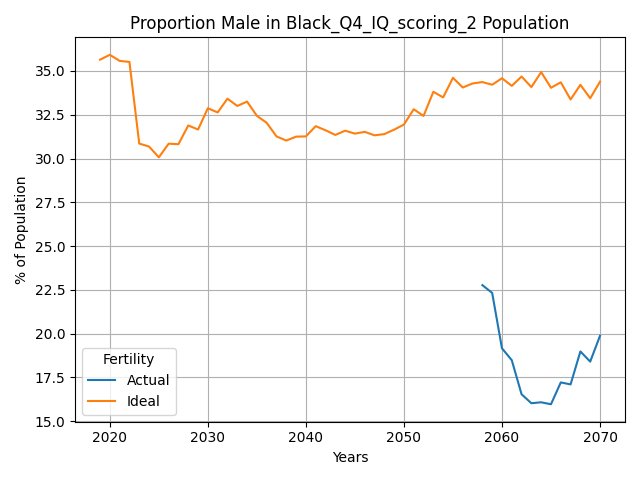 Proportion Male in Black_Q4_IQ_scoring_2 Population
% of Population
35.0
32.5
30.0
27.5
25.0
22.5
20.0
17.5
15.0
Fertility
Actual
Ideal
2020 2030 2040 2050 2060 2070
Years